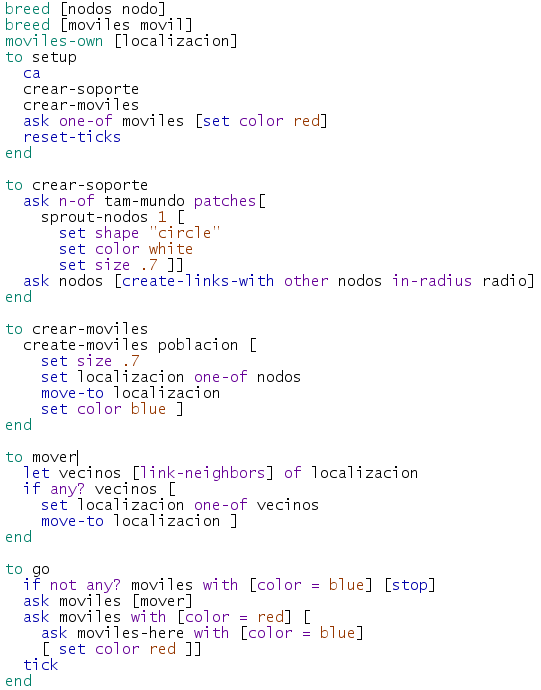 breed [nodos nodo]
breed [moviles movil]
moviles-own [localizacion]
to setup
  ca
  crear-soporte
  crear-moviles
  ask one-of moviles [set color red]
  reset-ticks
end

to crear-soporte
  ask n-of tam-mundo patches[
    sprout-nodos 1 [
      set shape "circle"
      set color white
      set size .7 ]]
  ask nodos [create-links-with other nodos in-radius radio]
end

to crear-moviles
  create-moviles poblacion [
    set size .7
    set localizacion one-of nodos
    move-to localizacion
    set color blue ]
end

to mover
  let vecinos [link-neighbors] of localizacion
  if any? vecinos [
    set localizacion one-of vecinos
    move-to localizacion ]
end

to go
  if not any? moviles with [color = blue] [stop]
  ask moviles [mover]
  ask moviles with [color = red] [
    ask moviles-here with [color = blue]
    [ set color red ]]
  tick
end